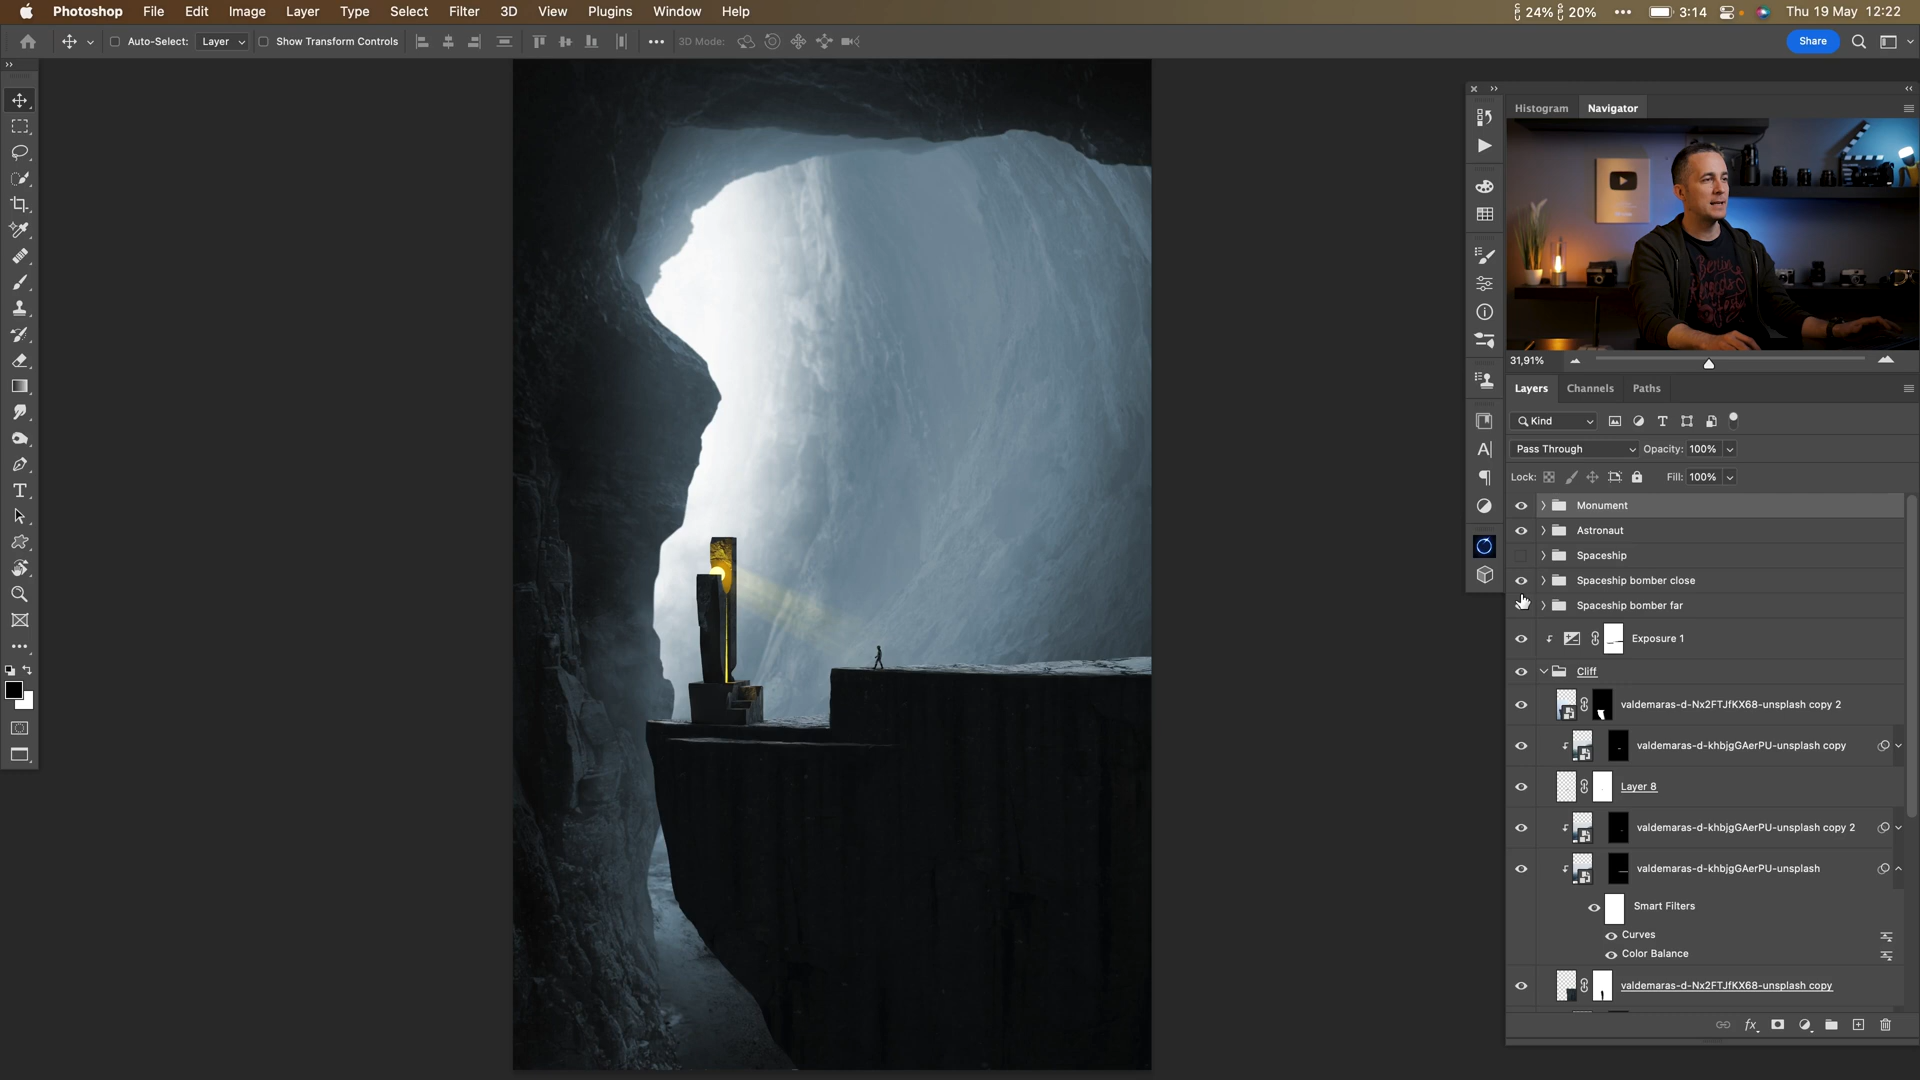 Photoshop File Edit Image Layer Type Select Filter 3D View Plugins Window Help 24% 20% 3:14 Thu 19 May 12:22
Auto-Select: Layer Show Transform Controls 3D Mode: Share
Histogram Navigator
31,91%
Layers Channels Paths
Kind
Pass Through Opacity: 100%
Lock: Fill: 100%
Monument
Astronaut
Spaceship
Spaceship bomber close
Spaceship bomber far
Exposure 1
Cliff
valdemaras-d-Nx2FTJfKX68-unsplash copy 2
valdemaras-d-khbjgGAerPU-unsplash copy
Layer 8
valdemaras-d-khbjgGAerPU-unsplash copy 2
valdemaras-d-khbjgGAerPU-unsplash
Smart Filters
Curves
Color Balance
valdemaras-d-Nx2FTJfKX68-unsplash copy